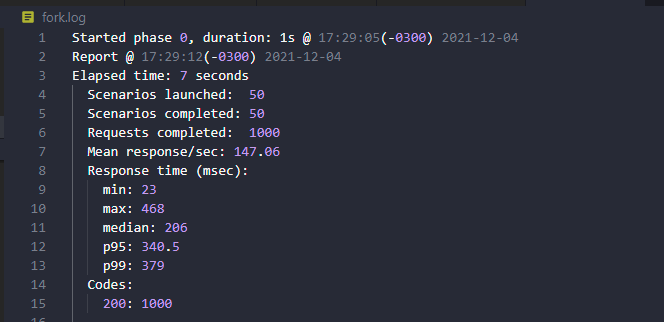 fork.log
1 Started phase 0, duration: 1s @ 17:29:05(-0300) 2021-12-04
2 Report @ 17:29:12(-0300) 2021-12-04
3 Elapsed time: 7 seconds
4 Scenarios launched:  50
5 Scenarios completed: 50
6 Requests completed:  1000
7 Mean response/sec: 147.06
8 Response time (msec):
9 min: 23
10 max: 468
11 median: 206
12 p95: 340.5
13 p99: 379
14 Codes:
15 200: 1000
16